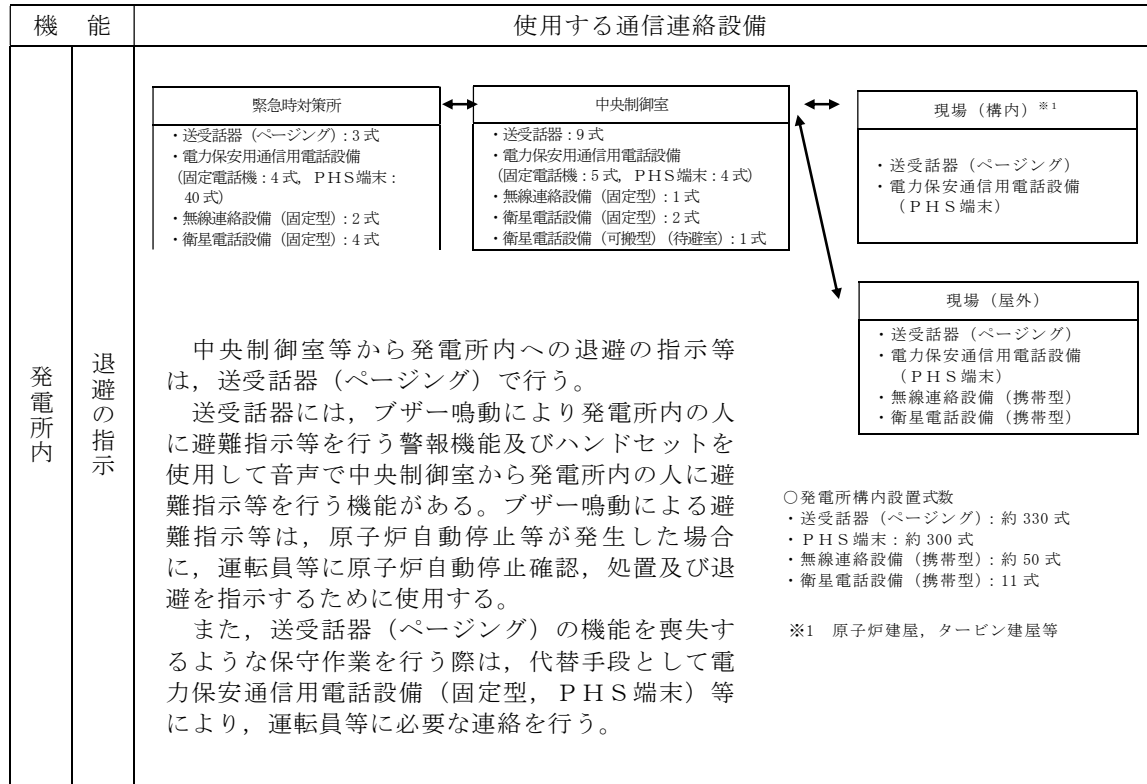 機　能
使用する通信連絡設備
発電所内
退避の指示
緊急時対策所
・送受話器（ページング）：3式
・電力保安用通信用電話設備
（固定電話機：4式，ＰＨＳ端末：
40式）
・無線連絡設備（固定型）：2式
・衛星電話設備（固定型）：4式
中央制御室
・送受話器：9式
・電力保安用通信用電話設備
（固定電話機：5式，ＰＨＳ端末：4式）
・無線連絡設備（固定型）：1式
・衛星電話設備（固定型）：2式
・衛星電話設備（可搬型）（待避室）：1式
現場（構内）※1
・送受話器（ページング）
・電力保安通信用電話設備
（ＰＨＳ端末）
現場（屋外）
・送受話器（ページング）
・電力保安通信用電話設備
（ＰＨＳ端末）
・無線連絡設備（携帯型）
・衛星電話設備（携帯型）
中央制御室等から発電所内への退避の指示等
は，送受話器（ページング）で行う。
送受話器には，ブザー鳴動により発電所内の人
に避難指示等を行う警報機能及びハンドセットを
使用して音声で中央制御室から発電所内の人に避
難指示等を行う機能がある。ブザー鳴動による避
難指示等は，原子炉自動停止等が発生した場合
に，運転員等に原子炉自動停止確認，処置及び退
避を指示するために使用する。
また，送受話器（ページング）の機能を喪失す
るような保守作業を行う際は，代替手段として電
力保安通信用電話設備（固定型，ＰＨＳ端末）等
により，運転員等に必要な連絡を行う。
○発電所構内設置式数
・送受話器（ページング）：約330式
・ＰＨＳ端末：約300式
・無線連絡設備（携帯型）：約50式
・衛星電話設備（携帯型）：11式
※1　原子炉建屋，タービン建屋等